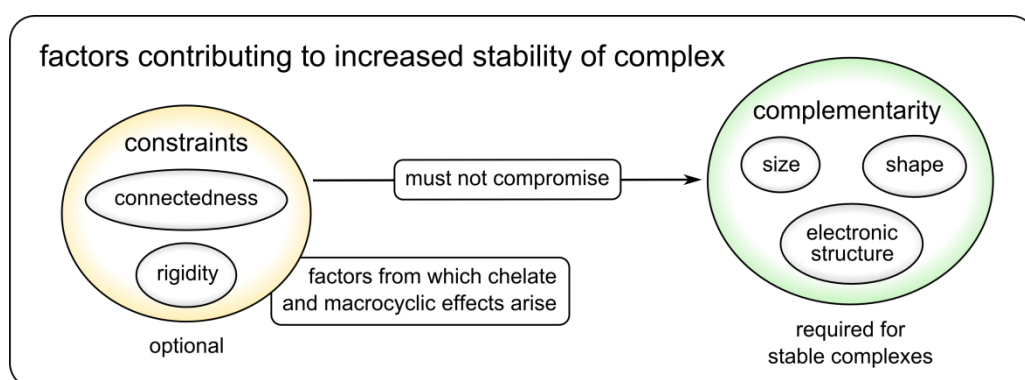 factors contributing to increased stability of complex
constraints
connectedness
rigidity
optional
factors from which chelate
and macrocyclic effects arise
must not compromise
complementarity
size
shape
electronic
structure
required for
stable complexes